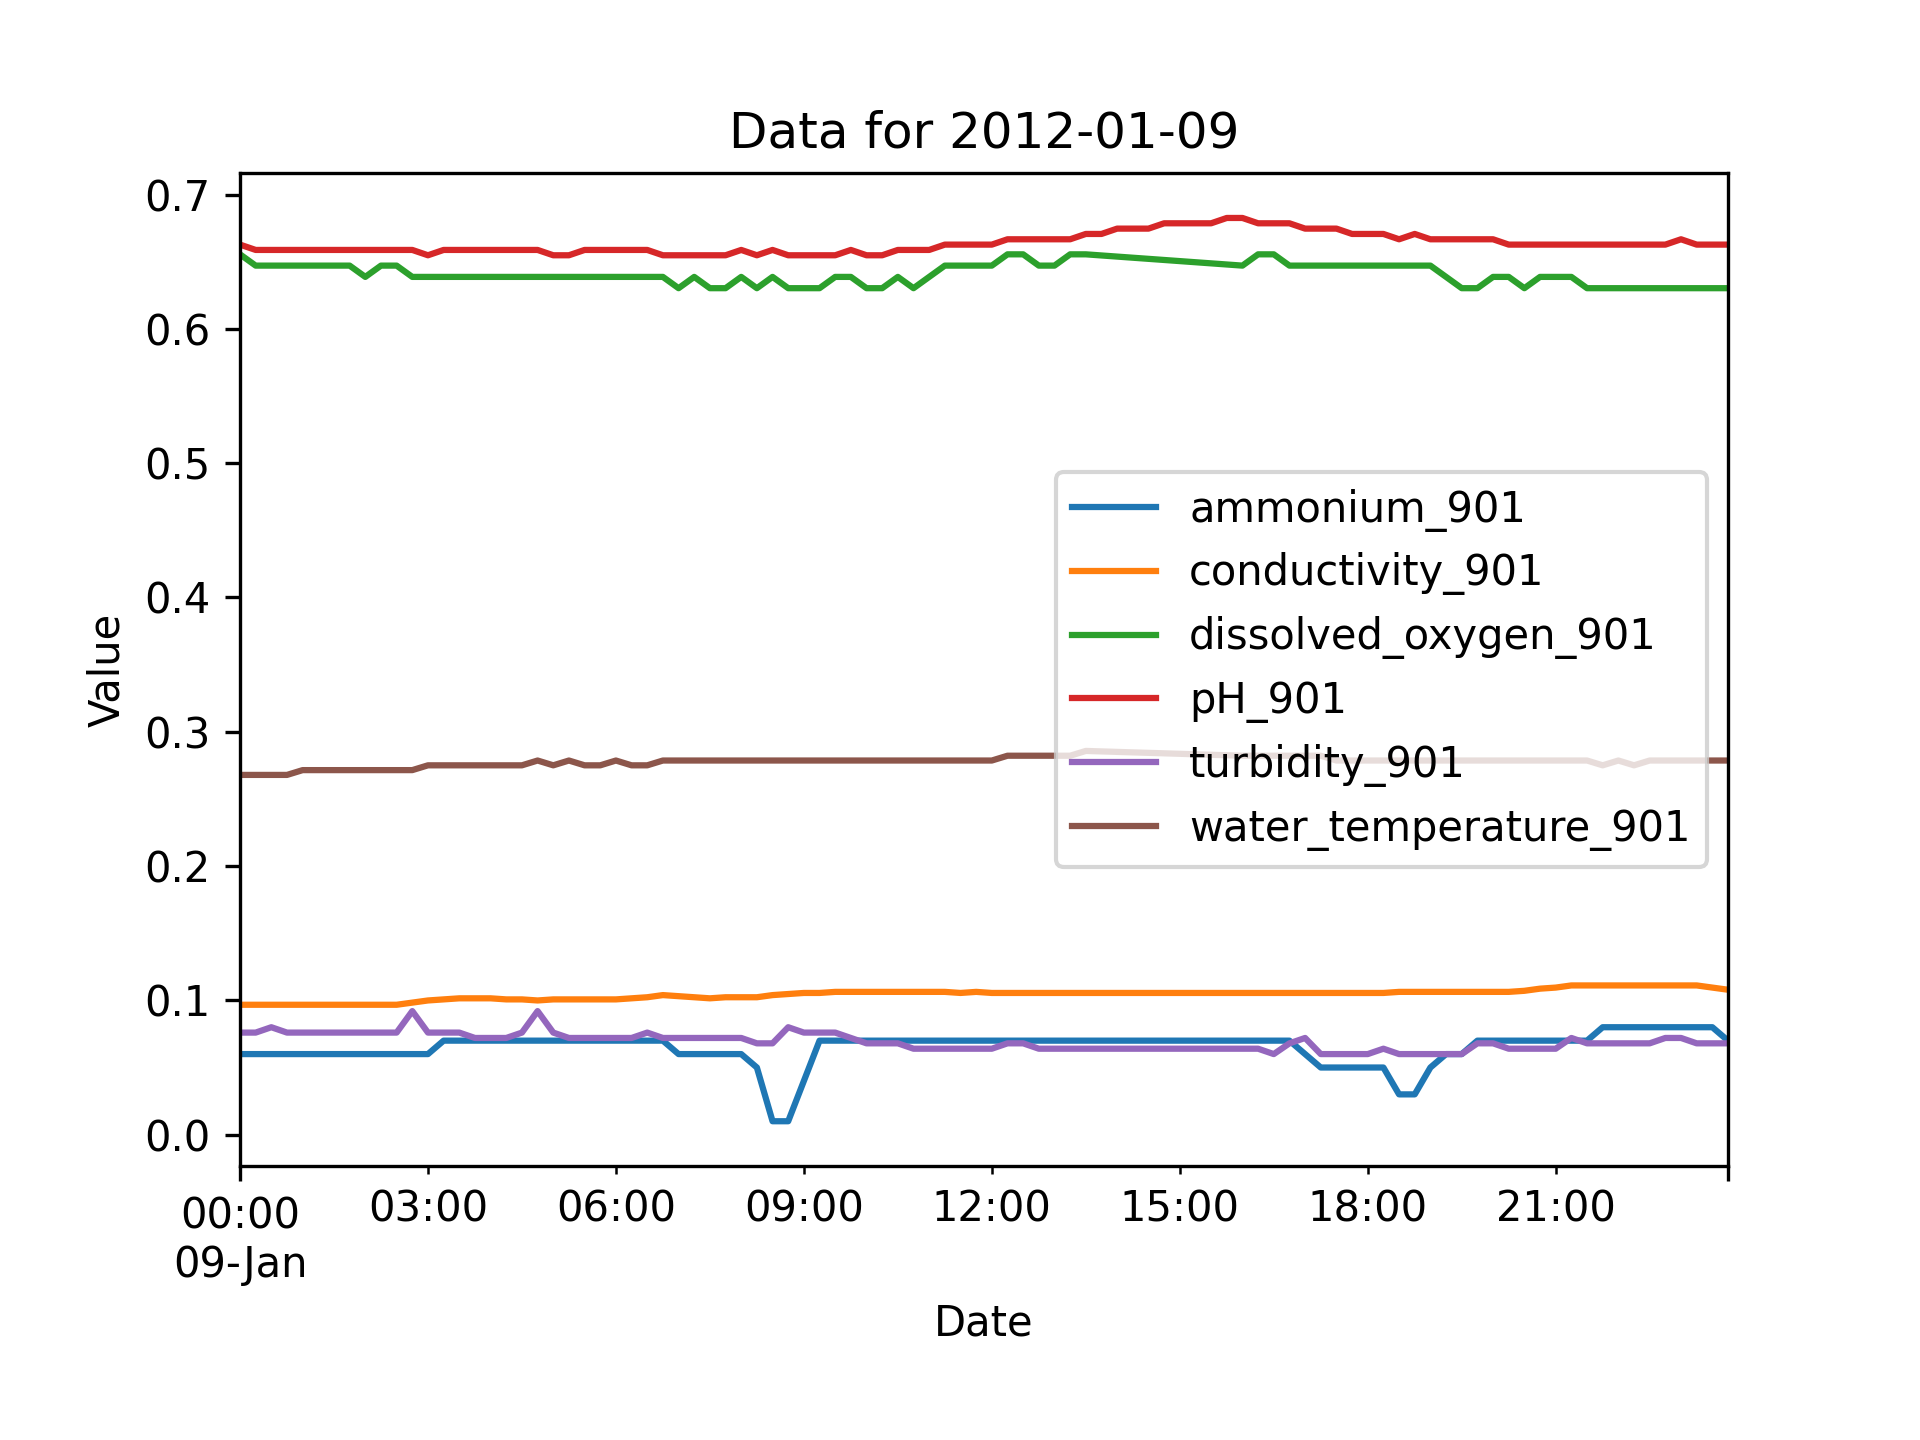 Data for 2012-01-09
0.7
0.6
0.5
0.4
0.3
0.2
0.1
0.0
Value
ammonium_901
conductivity_901
dissolved_oxygen_901
pH_901
turbidity_901
water_temperature_901
00:00 03:00 06:00 09:00 12:00 15:00 18:00 21:00
09-Jan
Date